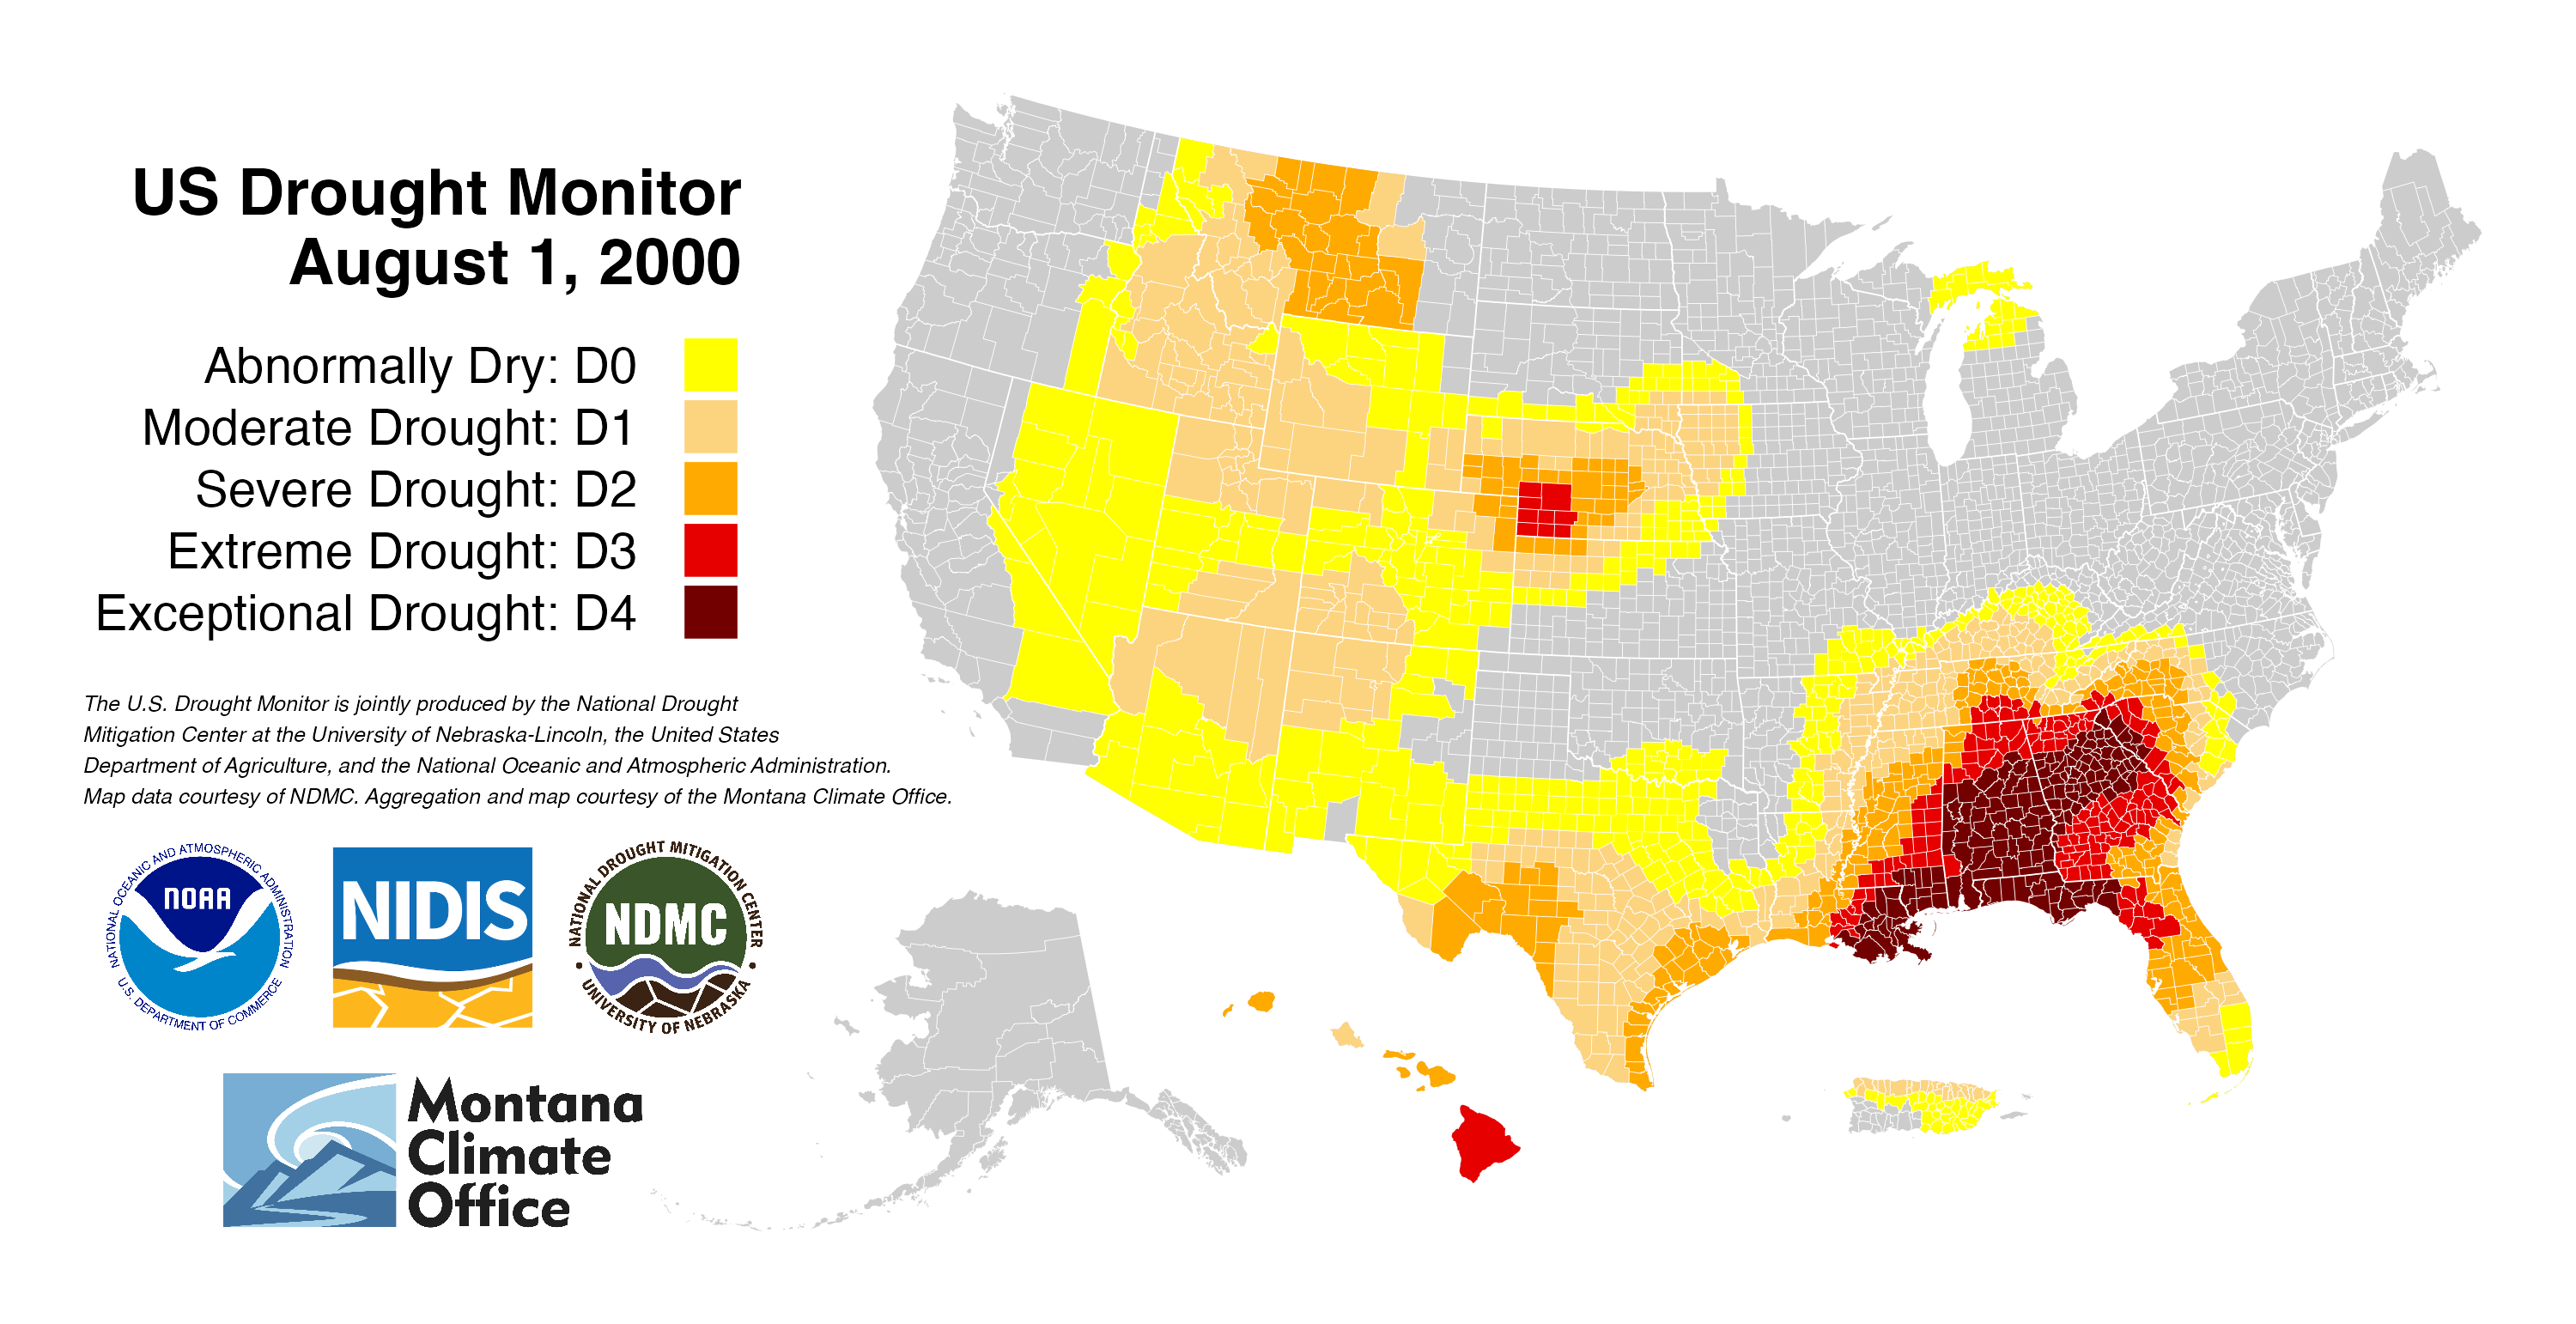 US Drought Monitor
August 1, 2000
Abnormally Dry: D0
Moderate Drought: D1
Severe Drought: D2
Extreme Drought: D3
Exceptional Drought: D4
The U.S. Drought Monitor is jointly produced by the National Drought
Mitigation Center at the University of Nebraska-Lincoln, the United States
Department of Agriculture, and the National Oceanic and Atmospheric Administration.
Map data courtesy of NDMC. Aggregation and map courtesy of the Montana Climate Office.
NATIONAL OCEANIC AND ATMOSPHERIC ADMINISTRATION
NOAA
U.S. DEPARTMENT OF COMMERCE
NIDIS
NATIONAL DROUGHT MITIGATION CENTER
NDMC
UNIVERSITY OF NEBRASKA
Montana
Climate
Office